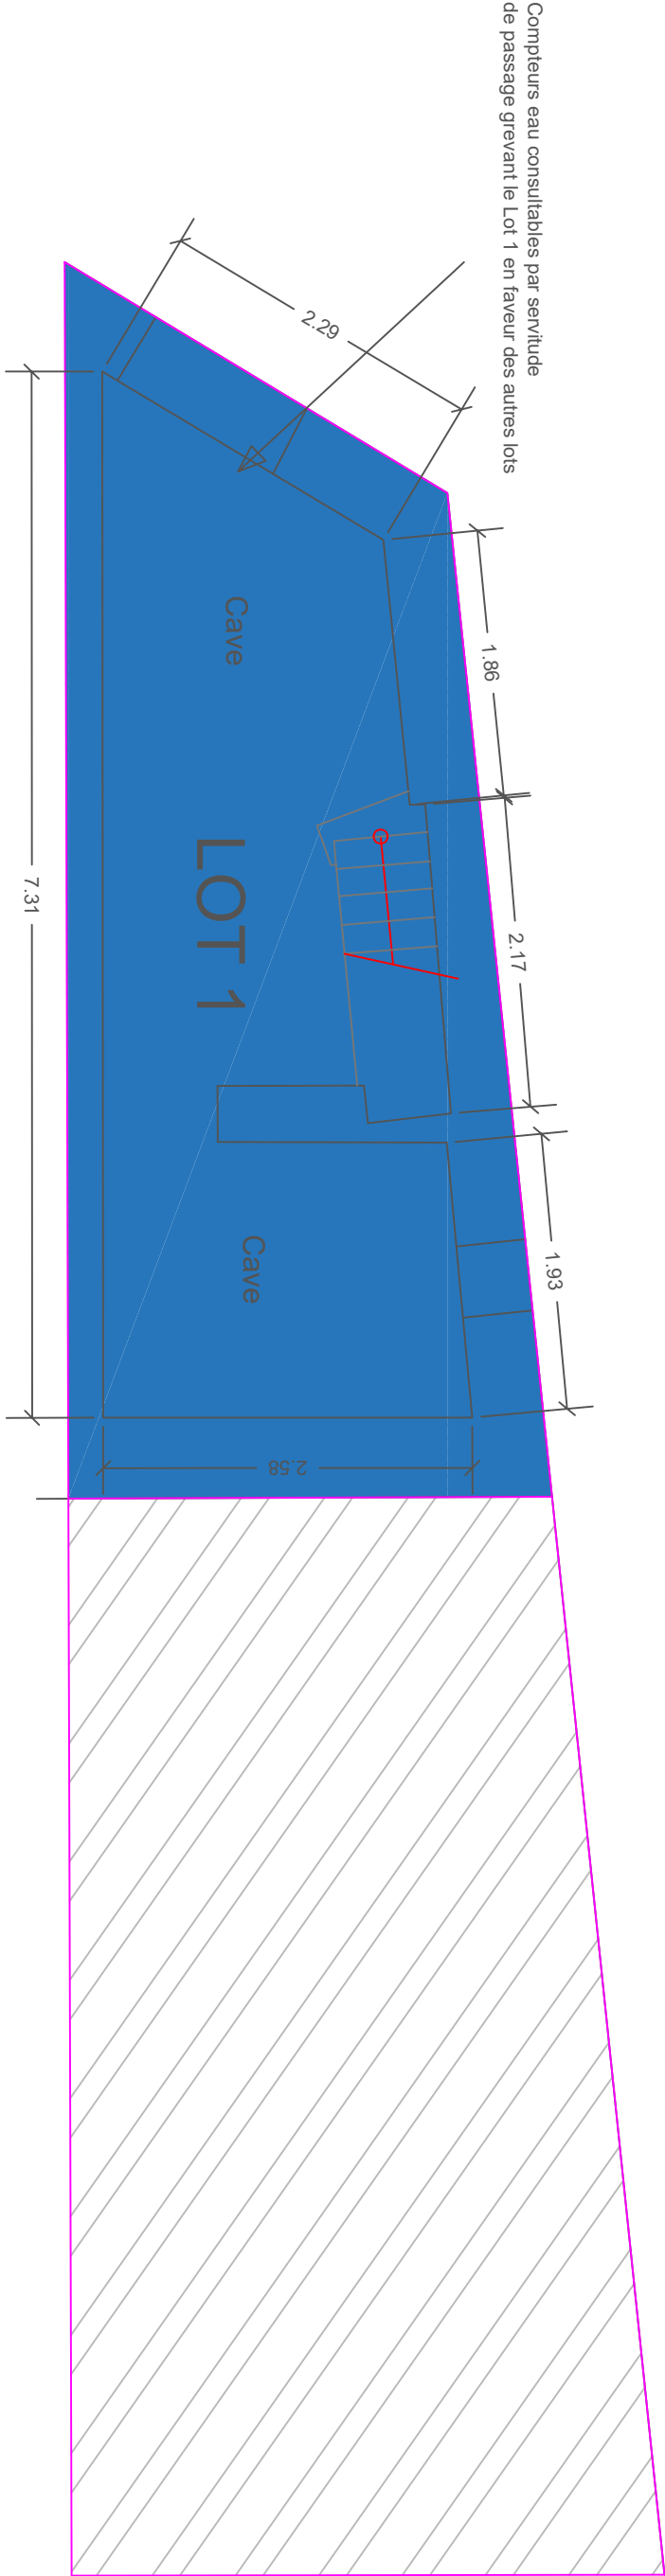 Compteurs eau consultables par servitude
de passage grevant le Lot 1 en faveur des autres lots
2.29
1.86
Cave
2.17
LOT 1
7.31
1.93
Cave
2.58